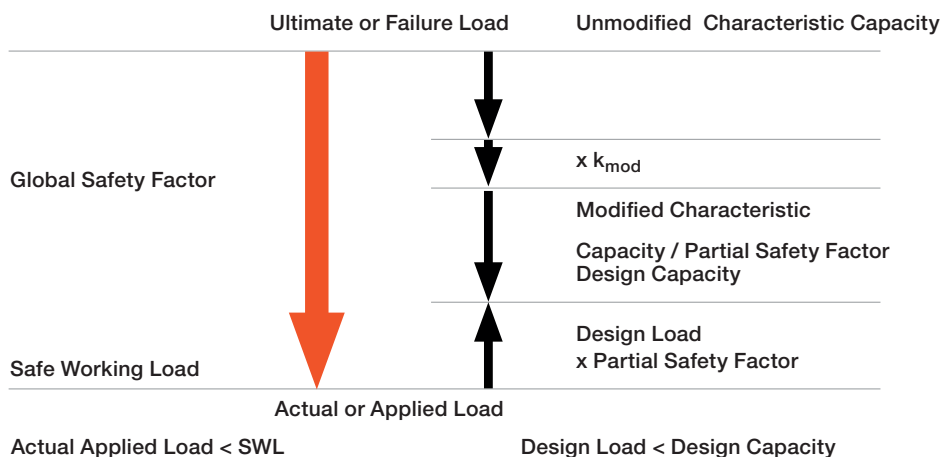 Ultimate or Failure Load
Unmodified Characteristic Capacity
x kmod
Global Safety Factor
Modified Characteristic
Capacity / Partial Safety Factor
Design Capacity
Design Load
x Partial Safety Factor
Safe Working Load
Actual or Applied Load
Actual Applied Load < SWL
Design Load < Design Capacity